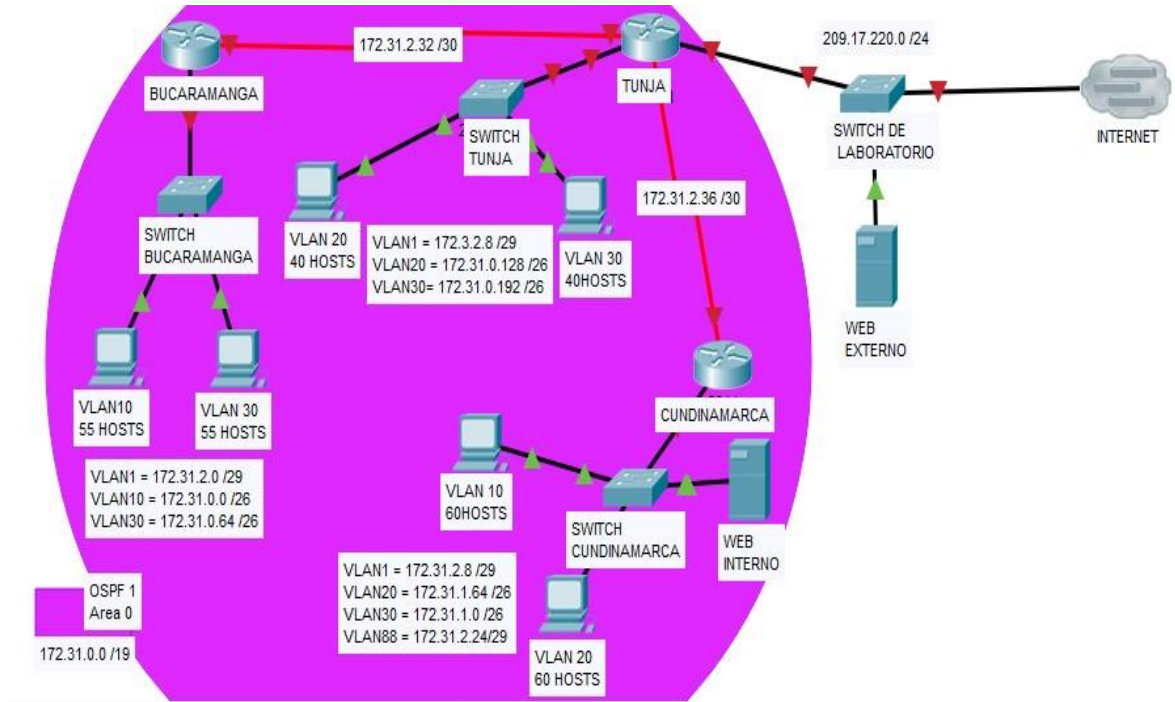 172.31.2.32 /30
BUCARAMANGA
TUNJA
209.17.220.0 /24
SWITCH DE
LABORATORIO
INTERNET
SWITCH
TUNJA
172.31.2.36 /30
SWITCH
BUCARAMANGA
VLAN 20
40 HOSTS
VLAN1 = 172.3.2.8 /29
VLAN20 = 172.31.0.128 /26
VLAN30= 172.31.0.192 /26
VLAN 30
40HOSTS
WEB
EXTERNO
VLAN10
55 HOSTS
VLAN 30
55 HOSTS
CUNDINAMARCA
VLAN1 = 172.31.2.0 /29
VLAN10 = 172.31.0.0 /26
VLAN30 = 172.31.0.64 /26
VLAN 10
60HOSTS
SWITCH
CUNDINAMARCA
WEB
INTERNO
VLAN1 = 172.31.2.8 /29
VLAN20 = 172.31.1.64 /26
VLAN30 = 172.31.1.0 /26
VLAN88 = 172.31.2.24/29
OSPF 1
Area 0
172.31.0.0 /19
VLAN 20
60 HOSTS